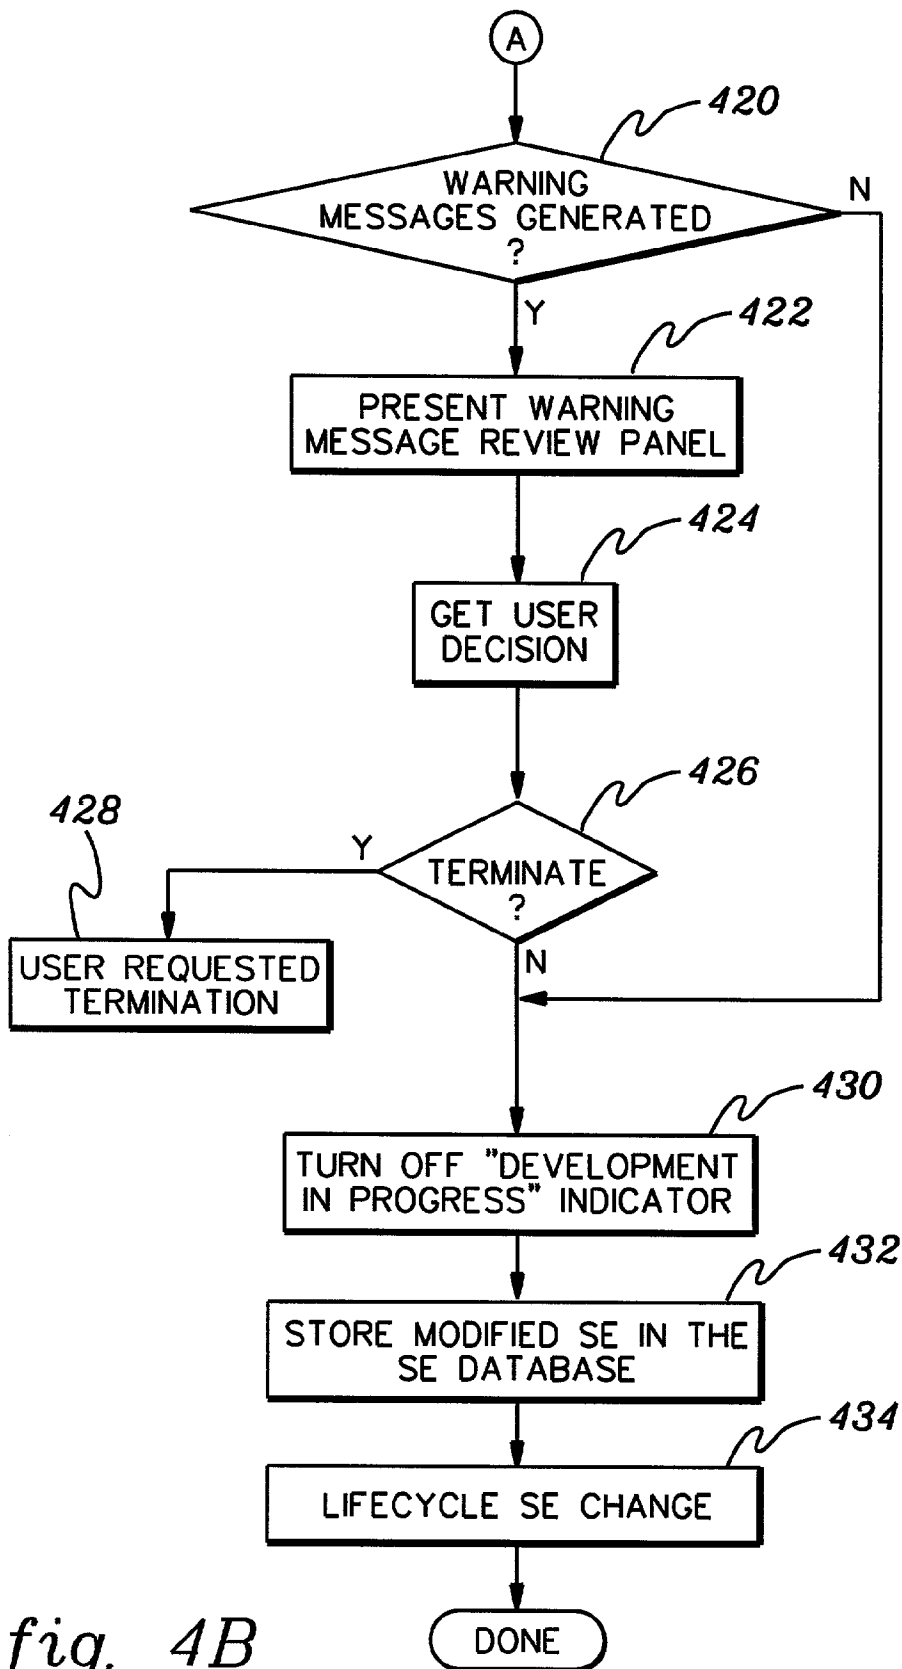 A
420
WARNING
MESSAGES GENERATED
?
N
Y
422
PRESENT WARNING
MESSAGE REVIEW PANEL
424
GET USER
DECISION
426
TERMINATE
?
Y
N
428
USER REQUESTED
TERMINATION
430
TURN OFF "DEVELOPMENT
IN PROGRESS" INDICATOR
432
STORE MODIFIED SE IN THE
SE DATABASE
434
LIFECYCLE SE CHANGE
DONE
fig. 4B